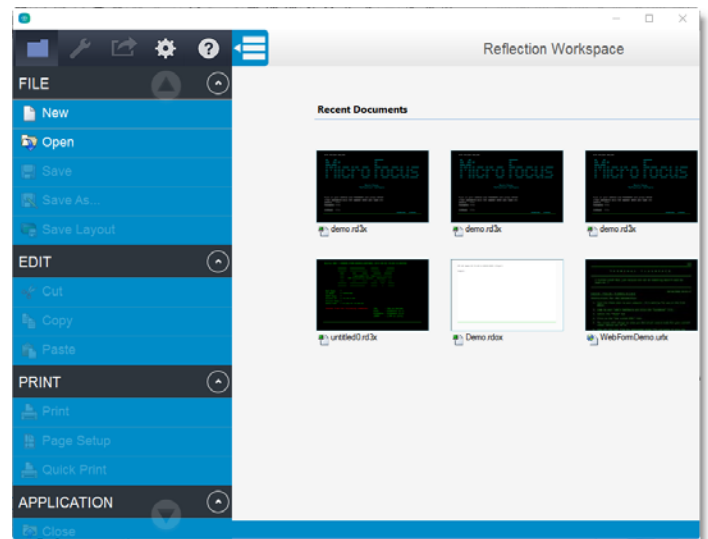 Reflection Workspace
FILE
New
Open
Save
Save As...
Save Layout
EDIT
Cut
Copy
Paste
PRINT
Print
Page Setup
Quick Print
APPLICATION
Close
Recent Documents
Micro Focus
Micro Focus
Micro Focus
demo.rd3x
demo.rd3x
demo.rd3x
untitled0.rd3x
Demo.rdox
WebFormDemo.urlx